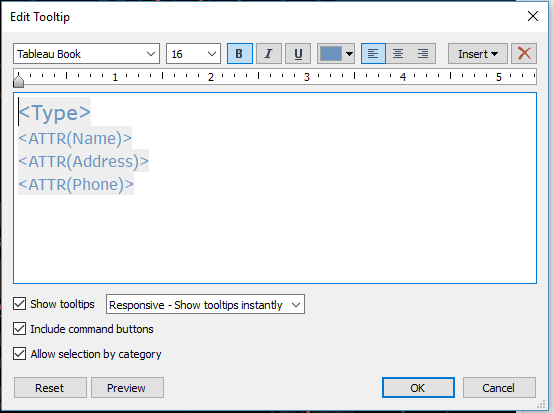 Edit Tooltip
Tableau Book 16 B I U Insert
1 2 3 4 5
<Type>
<ATTR(Name)>
<ATTR(Address)>
<ATTR(Phone)>
Show tooltips Responsive - Show tooltips instantly
Include command buttons
Allow selection by category
Reset Preview OK Cancel